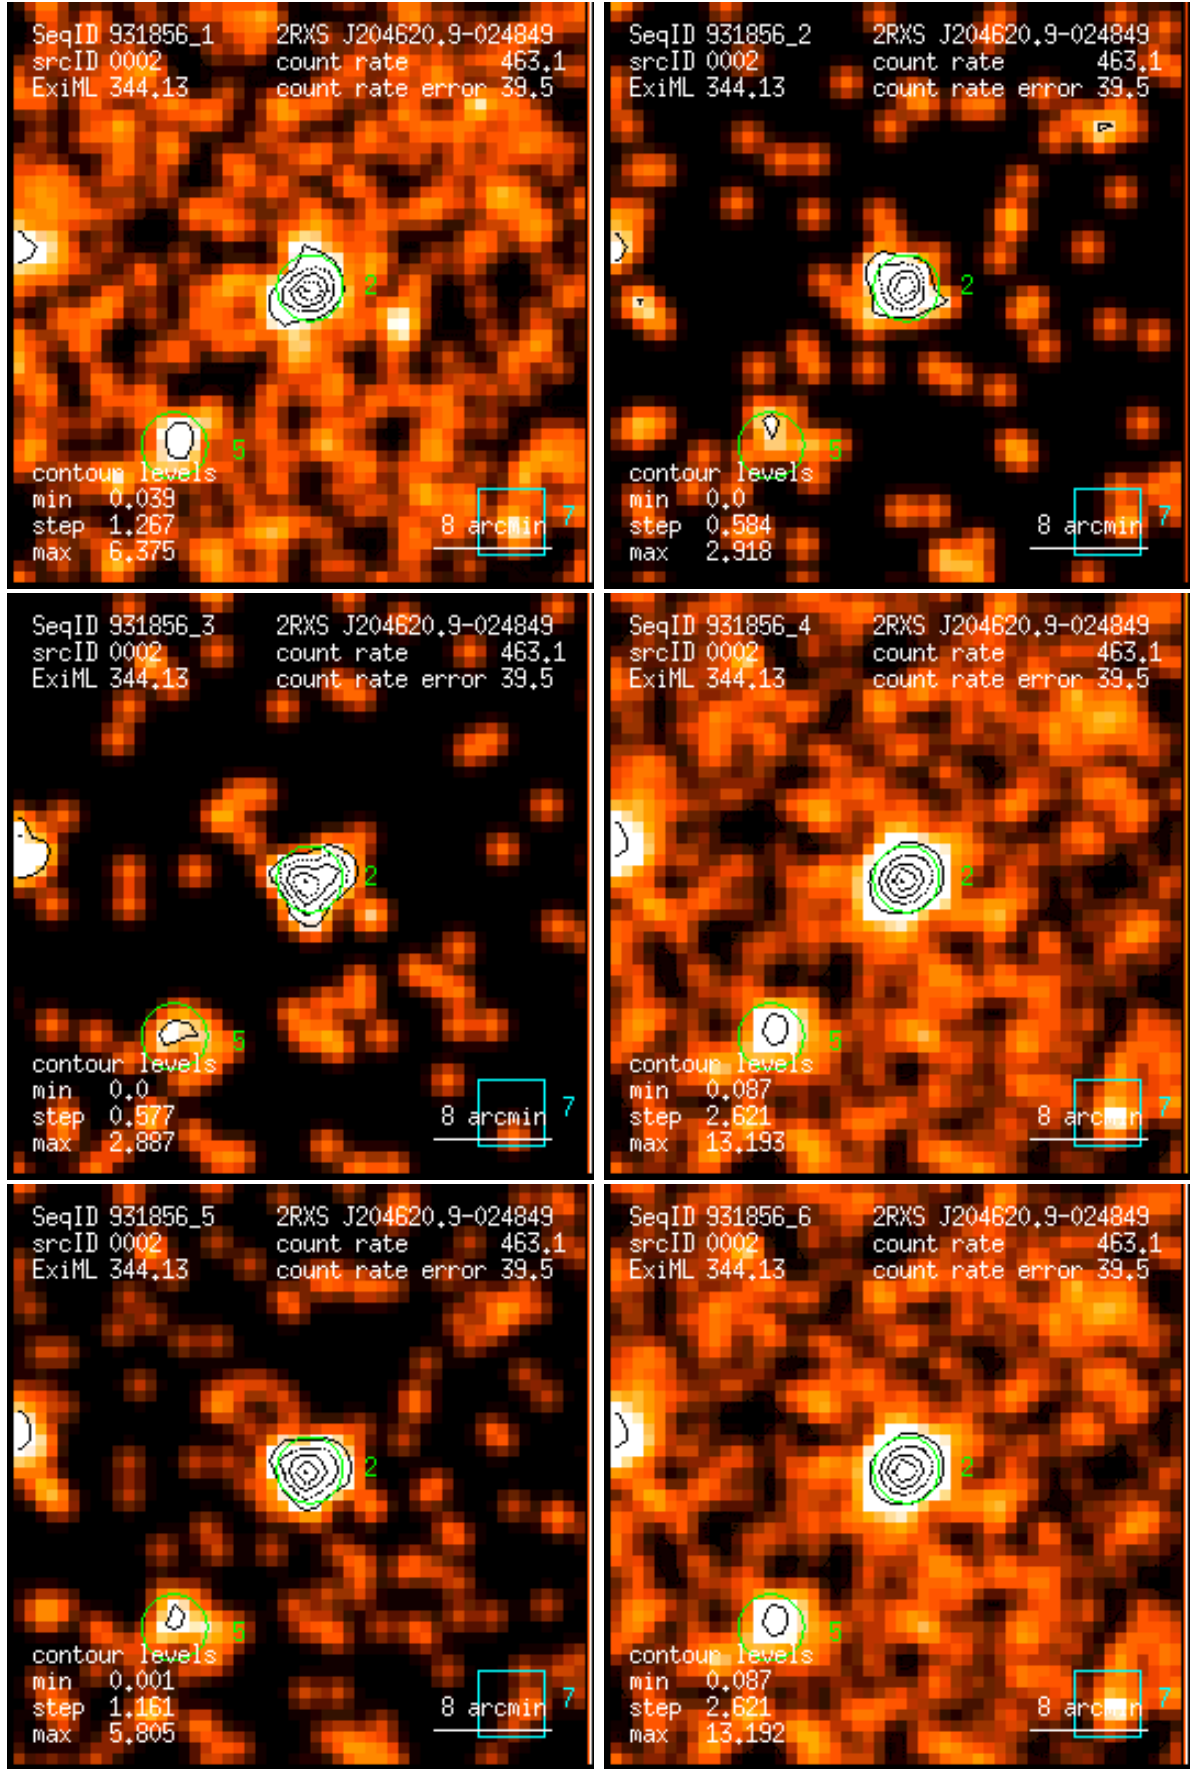 SeqID 931856_1 2RXS J204620.9-024849
srcID 0002 count rate 463.1
ExiML 344.13 count rate error 39.5
2
5
contour levels
min 0.039
step 1.267 8 arcmin 7
max 6.375
SeqID 931856_2 2RXS J204620.9-024849
srcID 0002 count rate 463.1
ExiML 344.13 count rate error 39.5
2
5
contour levels
min 0.0
step 0.584 8 arcmin 7
max 2.918
SeqID 931856_3 2RXS J204620.9-024849
srcID 0002 count rate 463.1
ExiML 344.13 count rate error 39.5
2
5
contour levels
min 0.0
step 0.577 8 arcmin 7
max 2.887
SeqID 931856_4 2RXS J204620.9-024849
srcID 0002 count rate 463.1
ExiML 344.13 count rate error 39.5
2
5
contour levels
min 0.087
step 2.621 8 arcmin 7
max 13.193
SeqID 931856_5 2RXS J204620.9-024849
srcID 0002 count rate 463.1
ExiML 344.13 count rate error 39.5
2
5
contour levels
min 0.001
step 1.161 8 arcmin 7
max 5.805
SeqID 931856_6 2RXS J204620.9-024849
srcID 0002 count rate 463.1
ExiML 344.13 count rate error 39.5
2
5
contour levels
min 0.087
step 2.621 8 arcmin 7
max 13.192